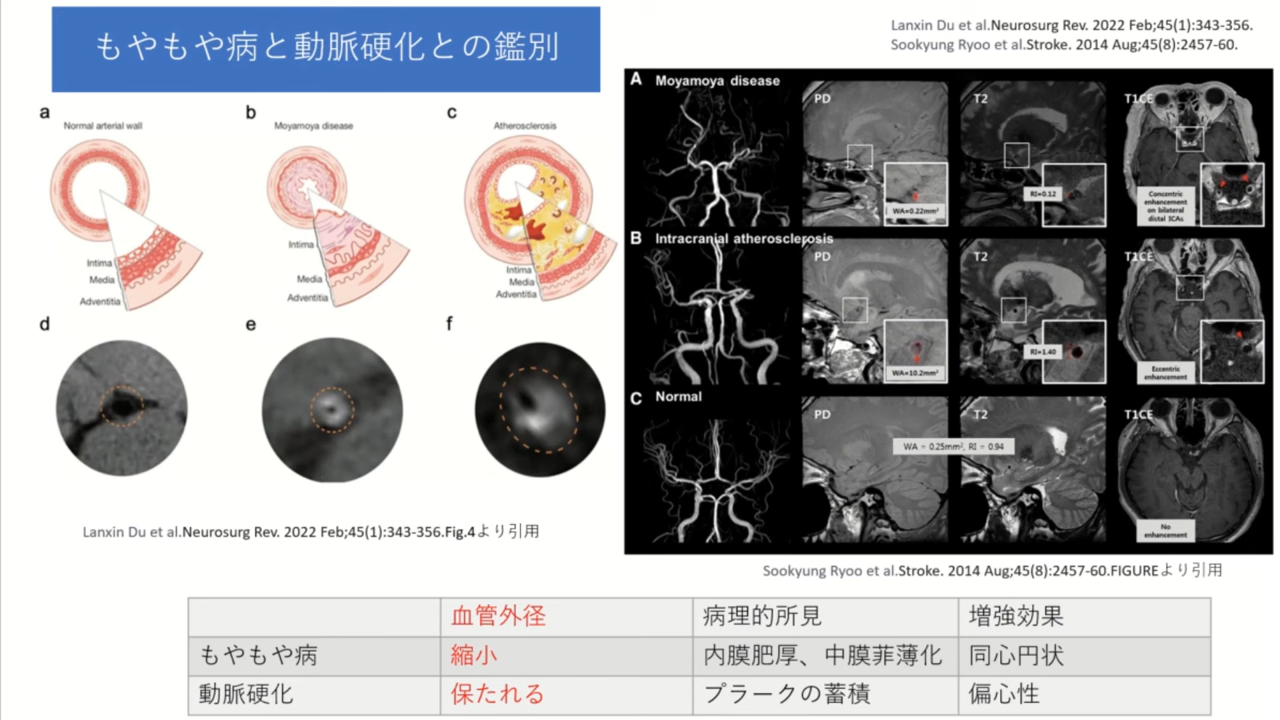 もやもや病と動脈硬化との鑑別
Lanxin Du et al.Neurosurg Rev. 2022 Feb;45(1):343-356.
Sookyung Ryoo et al.Stroke. 2014 Aug;45(8):2457-60.
a
Normal arterial wall
Intima
Media
Adventitia
b
Moyamoya disease
Intima
Media
Adventitia
c
Atherosclerosis
Intima
Media
Adventitia
d
e
f
Lanxin Du et al.Neurosurg Rev. 2022 Feb;45(1):343-356.Fig.4より引用
A Moyamoya disease
PD
WA=0.22mm²
T2
RI=0.12
T1CE
Concentric
enhancement
on bilateral
distal ICAs
B Intracranial atherosclerosis
PD
WA=10.2mm²
T2
RI=1.40
T1CE
Eccentric
enhancement
C Normal
PD
WA = 0.25mm², RI = 0.94
T2
T1CE
No
enhancement
Sookyung Ryoo et al.Stroke. 2014 Aug;45(8):2457-60.FIGUREより引用
血管外径 病理的所見 増強効果
もやもや病 縮小 内膜肥厚、中膜菲薄化 同心円状
動脈硬化 保たれる プラークの蓄積 偏心性